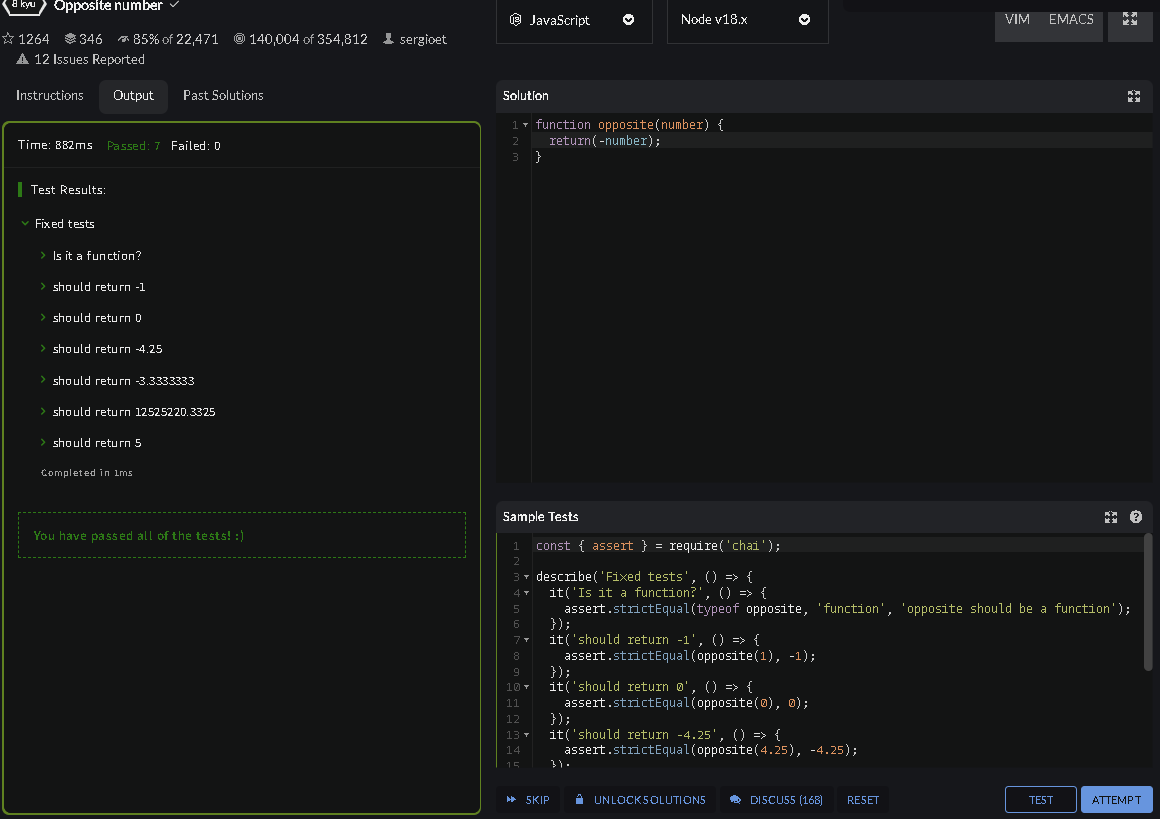 8 kyu Opposite number
1264 346 85% of 22,471 140,004 of 354,812 sergioet
12 Issues Reported
JavaScript Node v18.x VIM EMACS
Instructions Output Past Solutions
Time: 882ms Passed: 7 Failed: 0
Test Results:
Fixed tests
Is it a function?
should return -1
should return 0
should return -4.25
should return -3.3333333
should return 12525220.3325
should return 5
Completed in 1ms
You have passed all of the tests! :)
Solution
1 function opposite(number) {
2 return(-number);
3 }
Sample Tests
1 const { assert } = require('chai');
2
3 describe('Fixed tests', () => {
4 it('Is it a function?', () => {
5 assert.strictEqual(typeof opposite, 'function', 'opposite should be a function');
6 });
7 it('should return -1', () => {
8 assert.strictEqual(opposite(1), -1);
9 });
10 it('should return 0', () => {
11 assert.strictEqual(opposite(0), 0);
12 });
13 it('should return -4.25', () => {
14 assert.strictEqual(opposite(4.25), -4.25);
15 });
SKIP UNLOCK SOLUTIONS DISCUSS (168) RESET TEST ATTEMPT